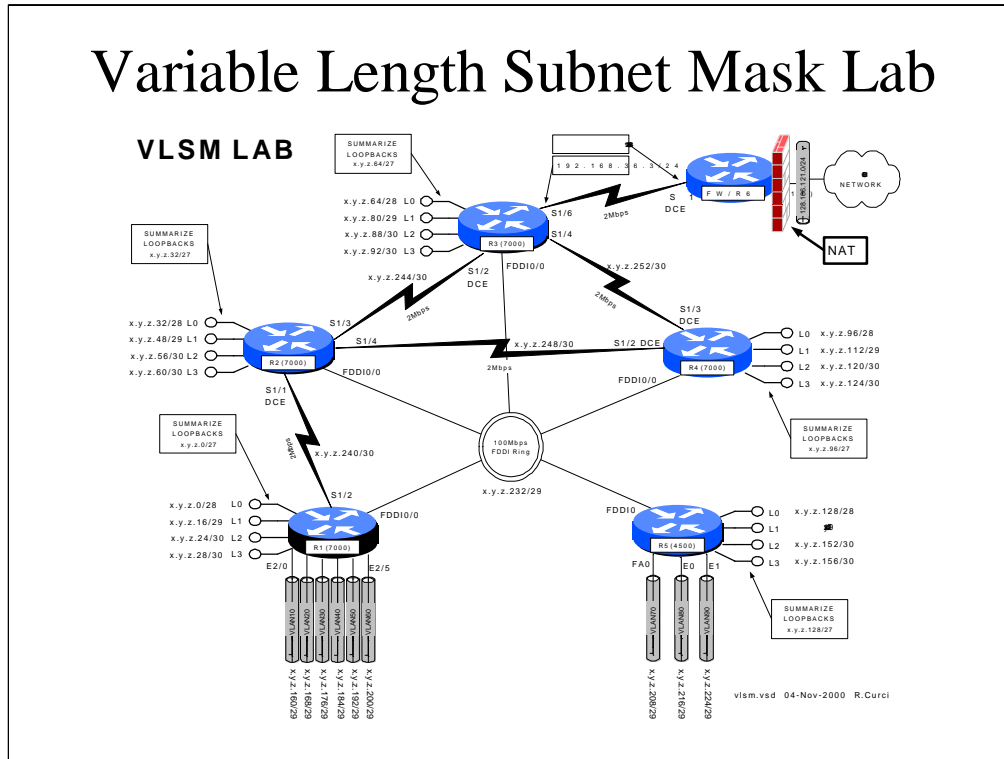 Variable Length Subnet Mask Lab
VLSM LAB
SUMMARIZE
LOOPBACKS
x.y.z.64/27
192.168.36.3/24
x.y.z.64/28 L0
x.y.z.80/29 L1
x.y.z.88/30 L2
x.y.z.92/30 L3
R3 (7000)
S1/6
S1/4
S1/2
DCE
FDDI0/0
2Mbps
S
1
DCE
FW/R6
128.166.121.0/24
NETWORK
NAT
SUMMARIZE
LOOPBACKS
x.y.z.32/27
x.y.z.244/30
2Mbps
x.y.z.252/30
2Mbps
x.y.z.32/28 L0
x.y.z.48/29 L1
x.y.z.56/30 L2
x.y.z.60/30 L3
R2 (7000)
S1/3
S1/4
S1/1
DCE
FDDI0/0
x.y.z.248/30
2Mbps
S1/3
DCE
S1/2 DCE
FDDI0/0
R4 (7000)
L0 x.y.z.96/28
L1 x.y.z.112/29
L2 x.y.z.120/30
L3 x.y.z.124/30
SUMMARIZE
LOOPBACKS
x.y.z.96/27
SUMMARIZE
LOOPBACKS
x.y.z.0/27
2Mbps
x.y.z.240/30
100Mbps
FDDI Ring
x.y.z.232/29
x.y.z.0/28 L0
x.y.z.16/29 L1
x.y.z.24/30 L2
x.y.z.28/30 L3
S1/2
FDDI0/0
R1 (7000)
E2/0
E2/5
VLAN10
VLAN20
VLAN30
VLAN40
VLAN50
VLAN60
x.y.z.160/29
x.y.z.168/29
x.y.z.176/29
x.y.z.184/29
x.y.z.192/29
x.y.z.200/29
FDDI0
R5 (4500)
L0 x.y.z.128/28
L1
L2 x.y.z.152/30
L3 x.y.z.156/30
FA0
E0
E1
VLAN70
VLAN80
VLAN90
x.y.z.208/29
x.y.z.216/29
x.y.z.224/29
SUMMARIZE
LOOPBACKS
x.y.z.128/27
vlsm.vsd 04-Nov-2000 R.Curci